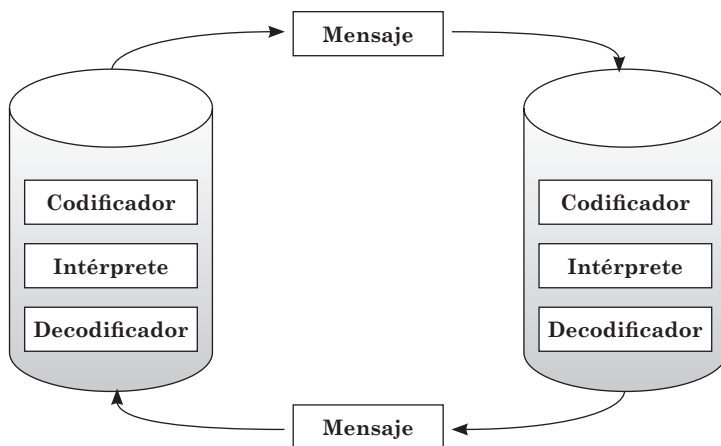 Mensaje
Codificador
Intérprete
Decodificador
Codificador
Intérprete
Decodificador
Mensaje